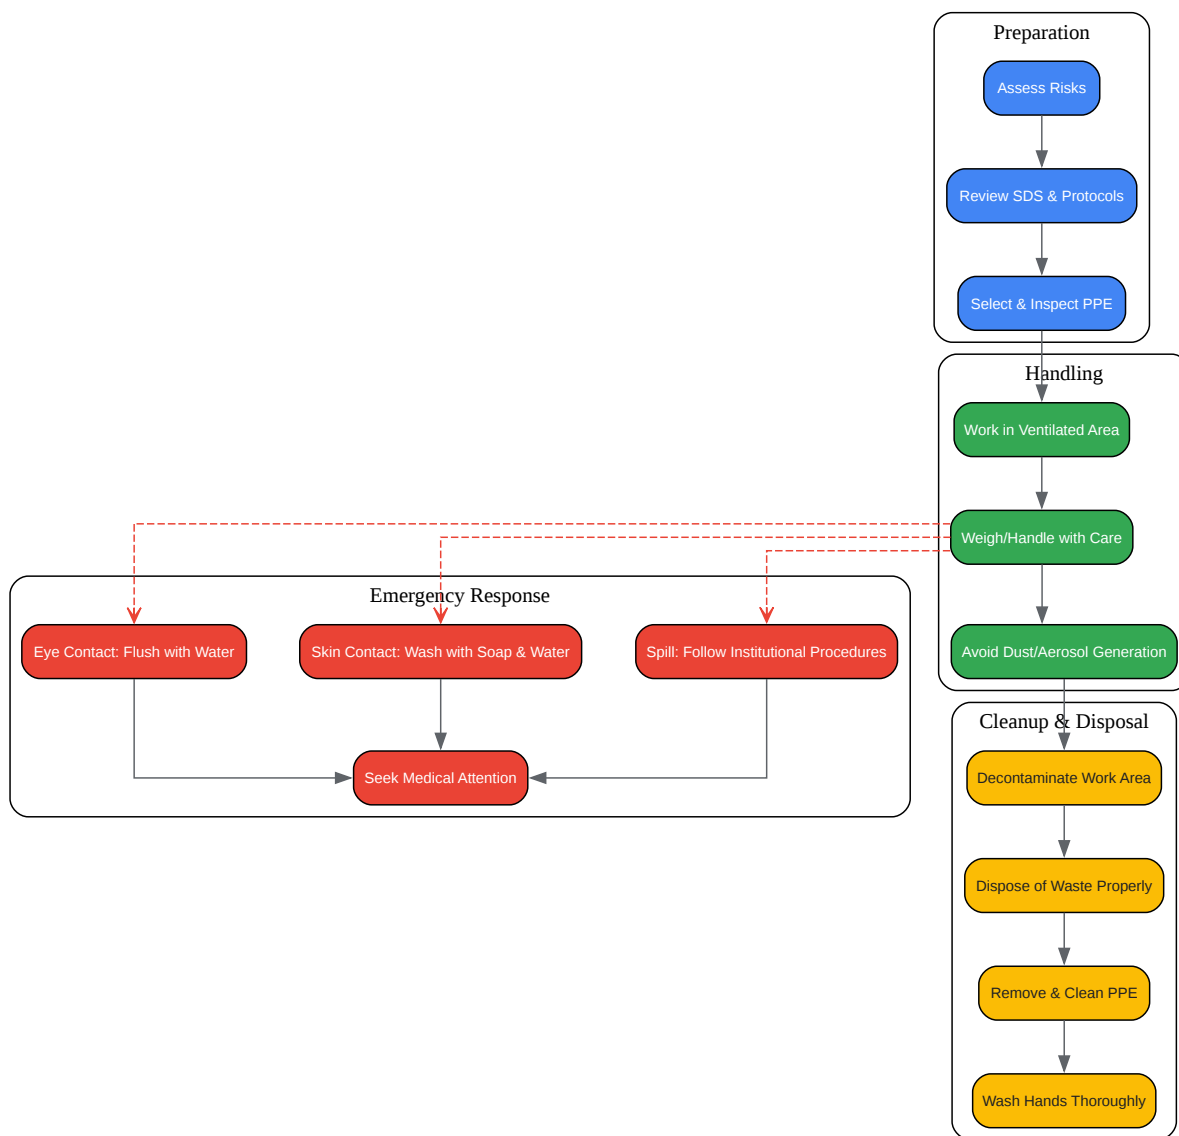 Preparation
Assess Risks
Review SDS & Protocols
Select & Inspect PPE
Handling
Work in Ventilated Area
Weigh/Handle with Care
Avoid Dust/Aerosol Generation
Emergency Response
Eye Contact: Flush with Water
Skin Contact: Wash with Soap & Water
Spill: Follow Institutional Procedures
Seek Medical Attention
Cleanup & Disposal
Decontaminate Work Area
Dispose of Waste Properly
Remove & Clean PPE
Wash Hands Thoroughly